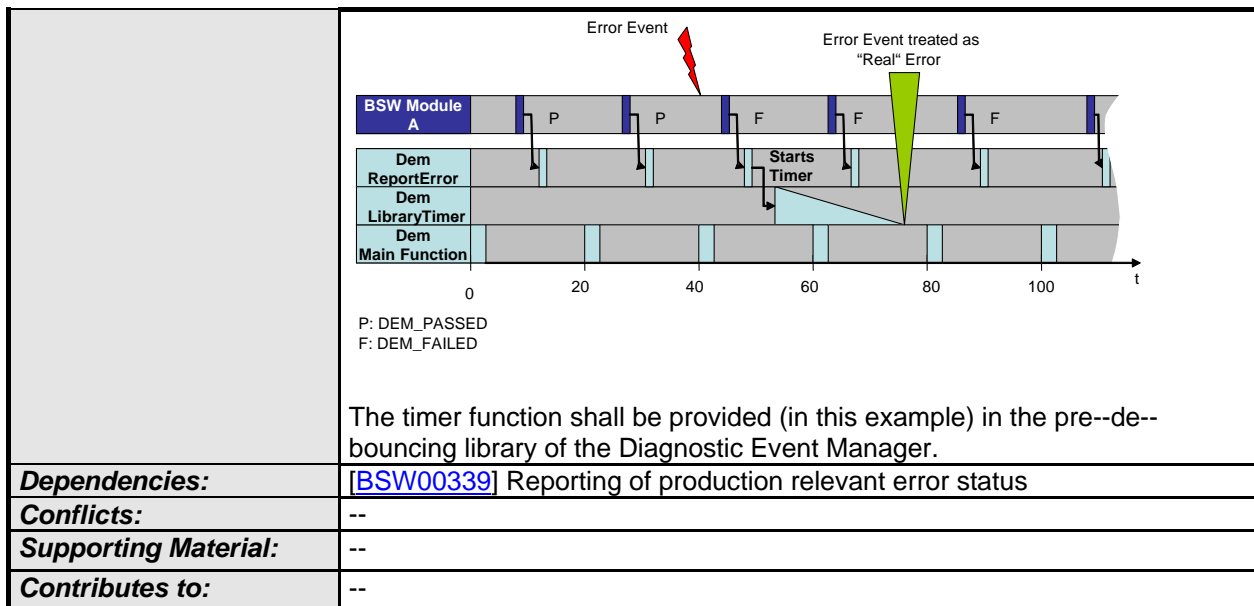 Error Event
Error Event treated as
“Real“ Error
BSW Module
A
P P F F F
Dem
ReportError
Starts
Timer
Dem
LibraryTimer
Dem
Main Function
t
0 20 40 60 80 100
P: DEM_PASSED
F: DEM_FAILED
The timer function shall be provided (in this example) in the pre--de--
bouncing library of the Diagnostic Event Manager.
Dependencies: [BSW00339] Reporting of production relevant error status
Conflicts: --
Supporting Material: --
Contributes to: --